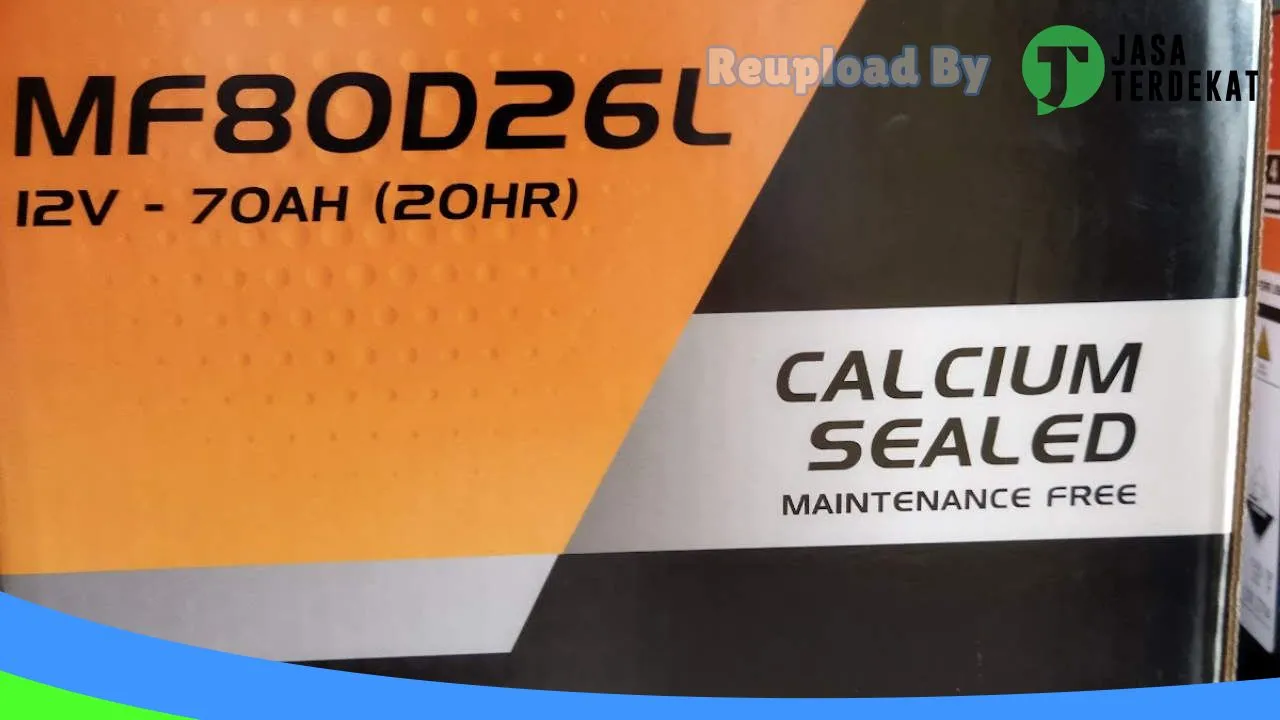 MF80D26L
12V - 70AH (20HR)
Reupload By
JASA
TERDEKAT
CALCIUM
SEALED
MAINTENANCE FREE